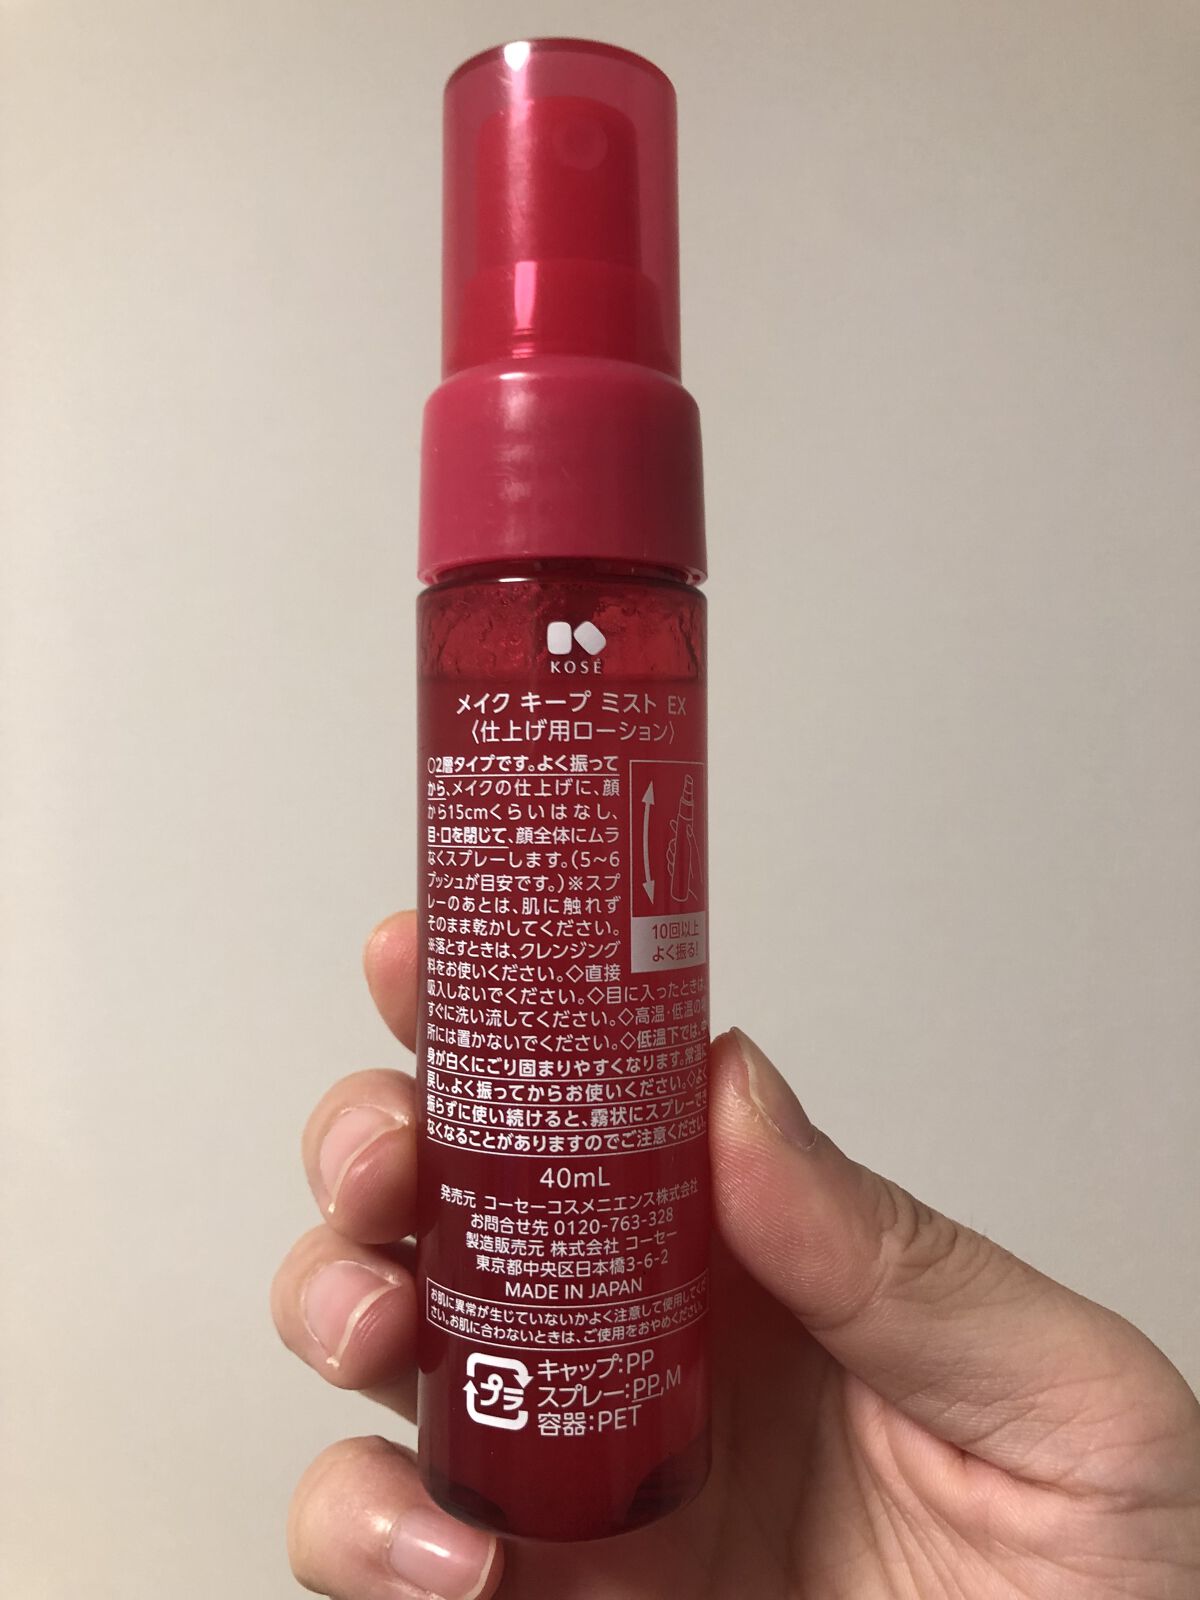 KOSÉ
メイク キープ ミスト EX
〈仕上げ用ローション〉
○2層タイプです。よく振って
から、メイクの仕上げに、顔
から15cmくらいはなし、
目・口を閉じて、顔全体にムラ
なくスプレーします。(5〜6
プッシュが目安です。)※スプ
レーのあとは、肌に触れず
そのまま乾かしてください。
※落とすときは、クレンジング
料をお使いください。◇直接
吸入しないでください。◇目に入ったときは、
すぐに洗い流してください。◇高温・低温の場
所には置かないでください。◇低温下では、中
身が白くにごり固まりやすくなります。常温に
戻し、よく振ってからお使いください。◇よく
振らずに使い続けると、霧状にスプレーでき
なくなることがありますのでご注意ください。
10回以上
よく振る!
40mL
発売元 コーセーコスメニエンス株式会社
お問合せ先 0120-763-328
製造販売元 株式会社 コーセー
東京都中央区日本橋3-6-2
MADE IN JAPAN
お肌に異常が生じていないかよく注意して使用してくだ
さい。お肌に合わないときは、ご使用をおやめください。
プラ
キャップ:PP
スプレー:PP,M
容器:PET